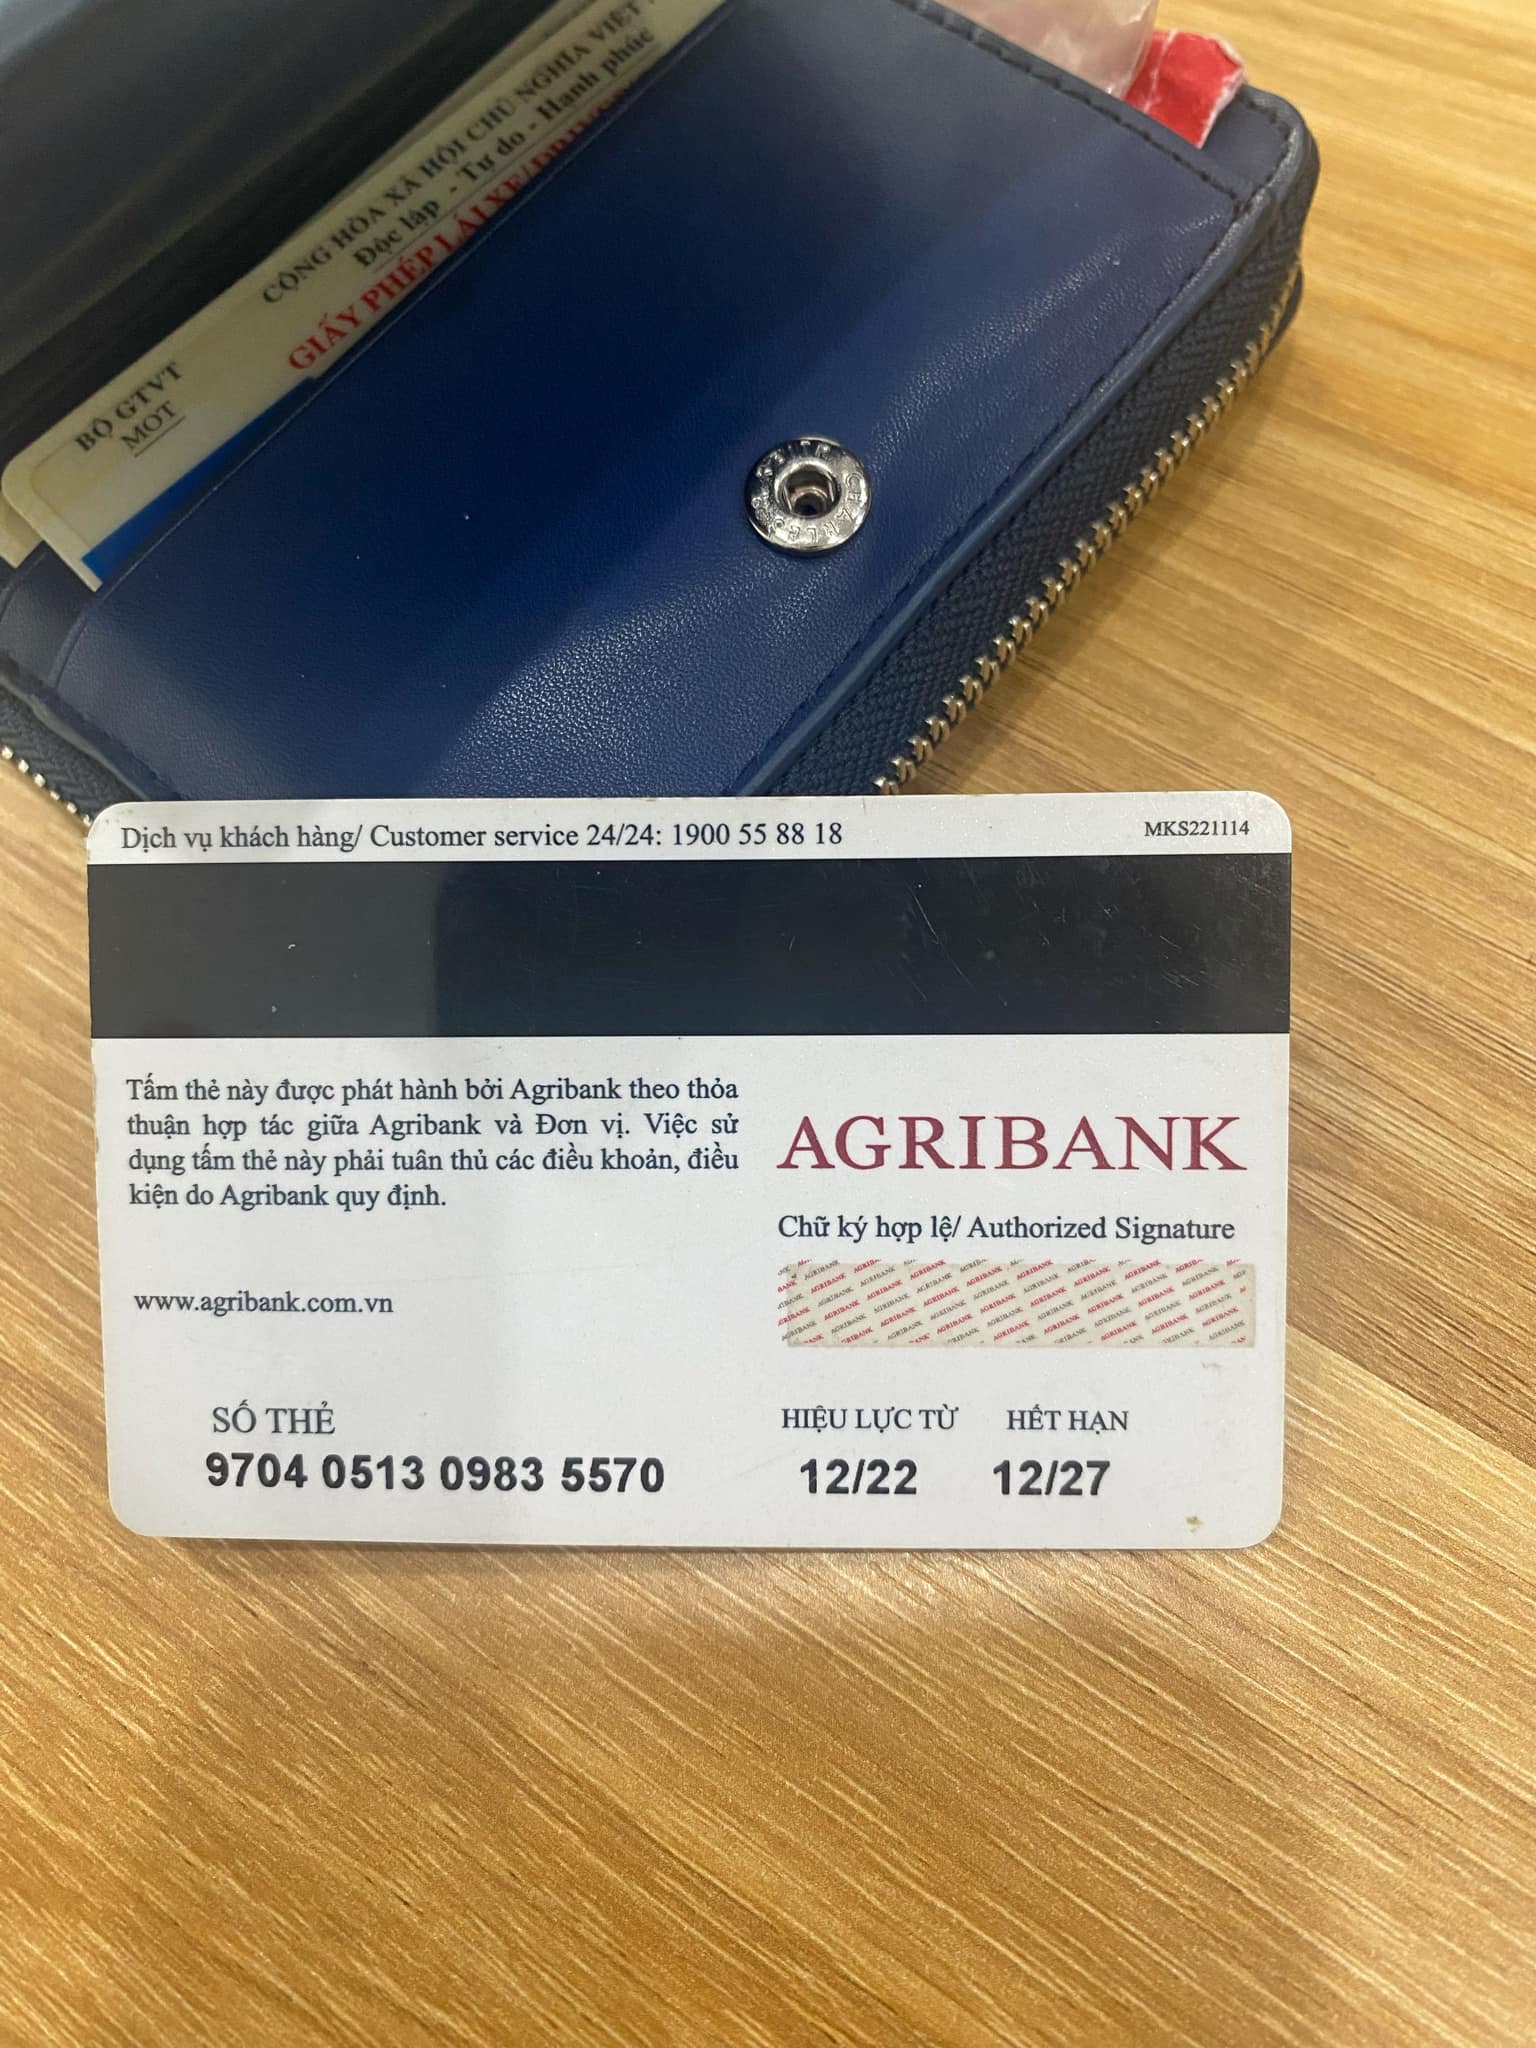 CỘNG HÒA XÃ HỘI CHỦ NGHĨA VIỆT
Độc lập - Tự do - Hạnh phúc
GIẤY PHÉP LÁI XE/
BỘ GTVT
MOT
Dịch vụ khách hàng/ Customer service 24/24: 1900 55 88 18
MKS221114
Tấm thẻ này được phát hành bởi Agribank theo thỏa
thuận hợp tác giữa Agribank và Đơn vị. Việc sử
dụng tấm thẻ này phải tuân thủ các điều khoản, điều
kiện do Agribank quy định.
AGRIBANK
Chữ ký hợp lệ/ Authorized Signature
www.agribank.com.vn
SỐ THẺ
9704 0513 0983 5570
HIỆU LỰC TỪ HẾT HẠN
12/22 12/27